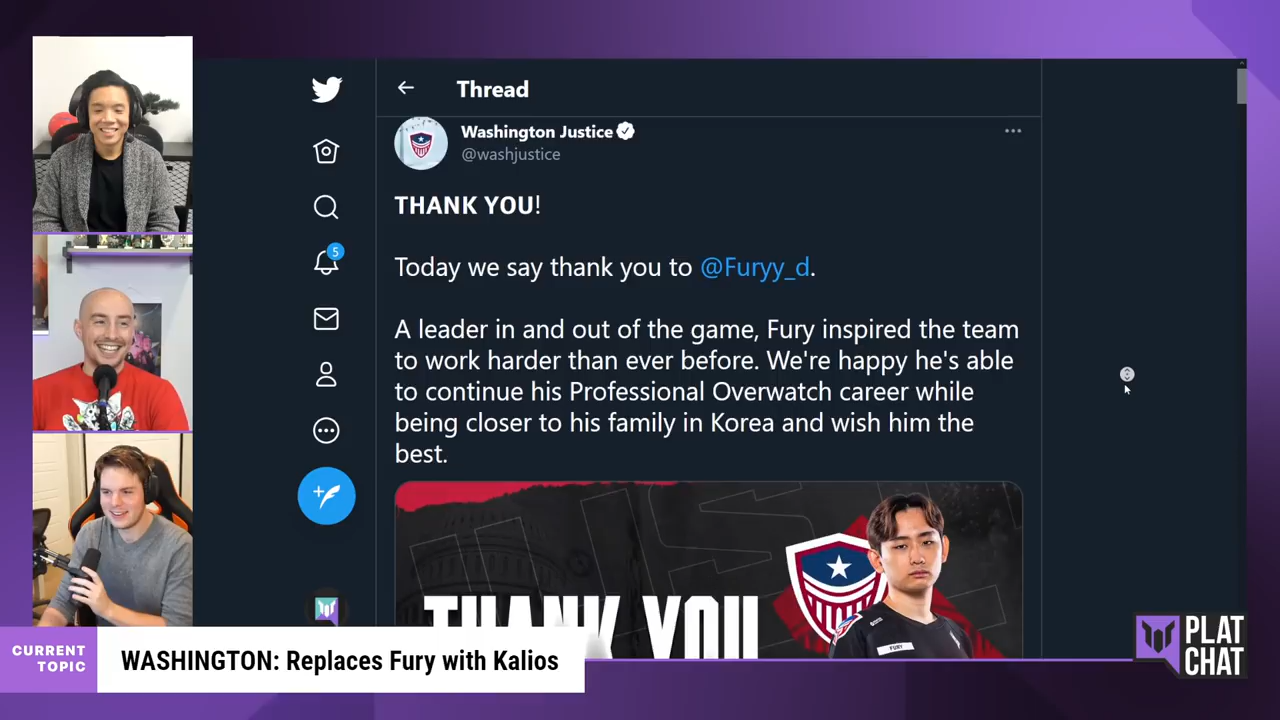 Thread
Washington Justice
@washjustice
THANK YOU!
Today we say thank you to @Furyy_d.
A leader in and out of the game, Fury inspired the team
to work harder than ever before. We're happy he's able
to continue his Professional Overwatch career while
being closer to his family in Korea and wish him the
best.
5
THANK YOU
FURY
CURRENT
TOPIC
WASHINGTON: Replaces Fury with Kalios
PLAT
CHAT